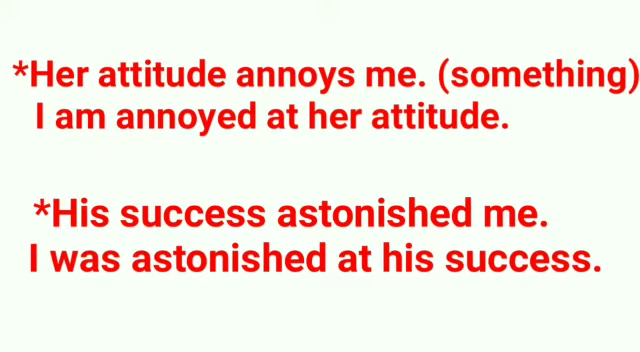 *Her attitude annoys me. (something)
I am annoyed at her attitude.
*His success astonished me.
I was astonished at his success.